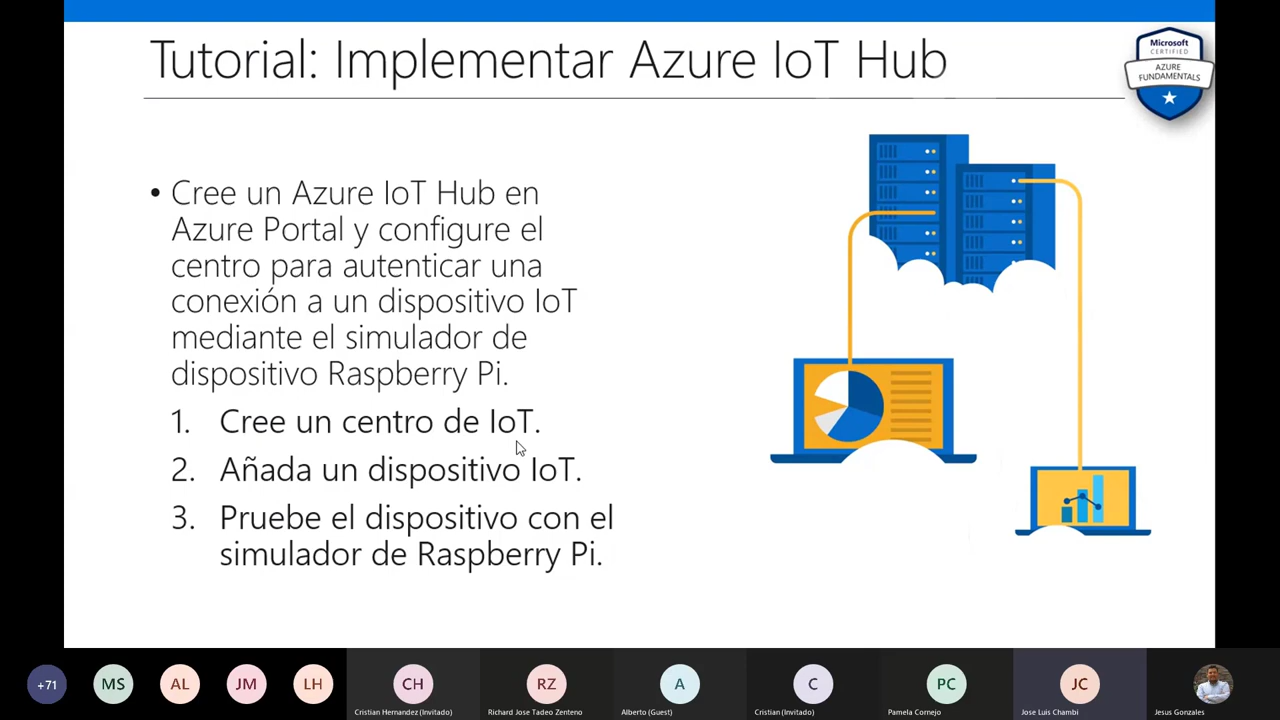 Tutorial: Implementar Azure IoT Hub
Microsoft
CERTIFIED
AZURE
FUNDAMENTALS
• Cree un Azure IoT Hub en
Azure Portal y configure el
centro para autenticar una
conexión a un dispositivo IoT
mediante el simulador de
dispositivo Raspberry Pi.
1. Cree un centro de IoT.
2. Añada un dispositivo IoT.
3. Pruebe el dispositivo con el
simulador de Raspberry Pi.
+71
MS
AL
JM
LH
CH
RZ
A
C
PC
JC
Cristian Hernandez (Invitado)
Richard Jose Tadeo Zenteno
Alberto (Guest)
Cristian (Invitado)
Pamela Cornejo
Jose Luis Chambi
Jesus Gonzales